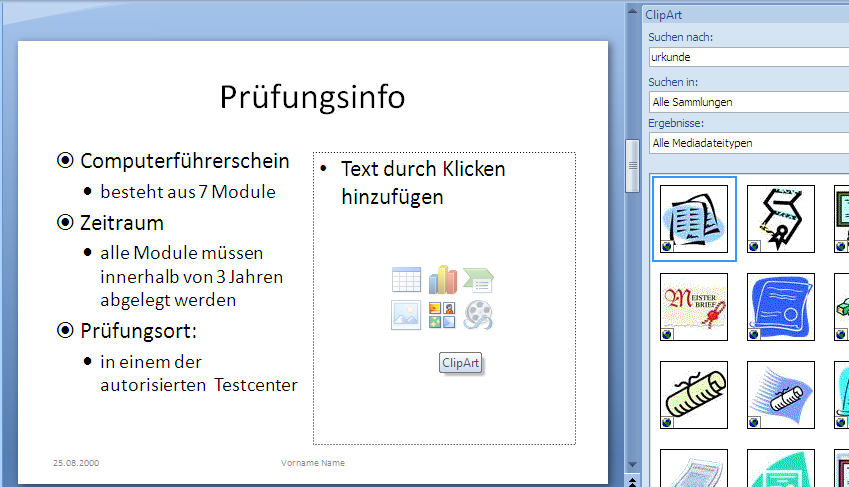 Prüfungsinfo
Computerführerschein
besteht aus 7 Module
Zeitraum
alle Module müssen
innerhalb von 3 Jahren
abgelegt werden
Prüfungsort:
in einem der
autorisierten Testcenter
Text durch Klicken
hinzufügen
ClipArt
25.08.2000
Vorname Name
ClipArt
Suchen nach:
urkunde
Suchen in:
Alle Sammlungen
Ergebnisse:
Alle Mediadateitypen
MEISTER
BRIEF